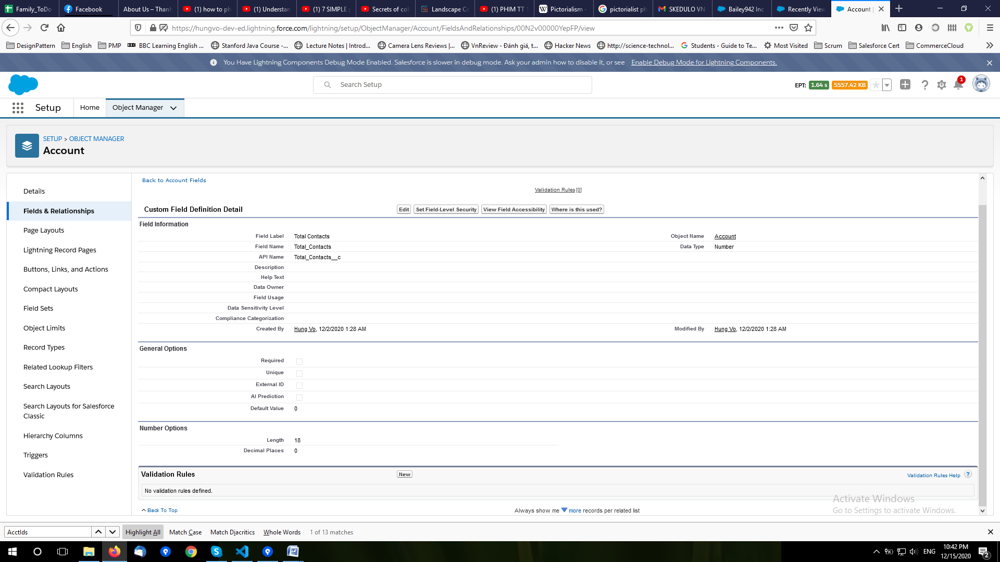 Family_ToDo
Facebook
About Us – Thanh
(1) how to ph
(1) Understan
(1) 7 SIMPLE
Secrets of col
Landscape Co
(1) PHIM TT
Pictorialism -
pictorialist ph
SKEDULO VN
Bailey942 Inc
Recently View
Account |
https://hungvo-dev-ed.lightning.force.com/lightning/setup/ObjectManager/Account/FieldsAndRelationships/00N2v00000YepFP/view
DesignPattern
English
PMP
BBC BBC Learning English ...
Stanford Java Course -...
Lecture Notes | Introd...
Camera Lens Reviews |...
VnReview - Đánh giá, t...
Hacker News
http://science-technol...
Students - Guide to Te...
Most Visited
Scrum
Salesforce Cert
CommerceCloud
You Have Lightning Components Debug Mode Enabled. Salesforce is slower in debug mode. Ask your admin how to disable it, or see Enable Debug Mode for Lightning Components.
Search Setup
EPT: 1.64 s 5557.42 KB
1
Setup
Home
Object Manager
SETUP > OBJECT MANAGER
Account
Details
Fields & Relationships
Page Layouts
Lightning Record Pages
Buttons, Links, and Actions
Compact Layouts
Field Sets
Object Limits
Record Types
Related Lookup Filters
Search Layouts
Search Layouts for Salesforce
Classic
Hierarchy Columns
Triggers
Validation Rules
Back to Account Fields
Validation Rules [0]
Custom Field Definition Detail
Edit
Set Field-Level Security
View Field Accessibility
Where is this used?
Field Information
Field Label Total Contacts Object Name Account
Field Name Total_Contacts Data Type Number
API Name Total_Contacts__c
Description
Help Text
Data Owner
Field Usage
Data Sensitivity Level
Compliance Categorization
Created By Hung Vo, 12/2/2020 1:28 AM Modified By Hung Vo, 12/2/2020 1:28 AM
General Options
Required
Unique
External ID
AI Prediction
Default Value 0
Number Options
Length 18
Decimal Places 0
Validation Rules
New
Validation Rules Help ?
No validation rules defined.
Back To Top
Always show me more records per related list
Activate Windows
Go to Settings to activate Windows.
AcctIds
Highlight All
Match Case
Match Diacritics
Whole Words
1 of 13 matches
ENG
10:42 PM
12/15/2020
2